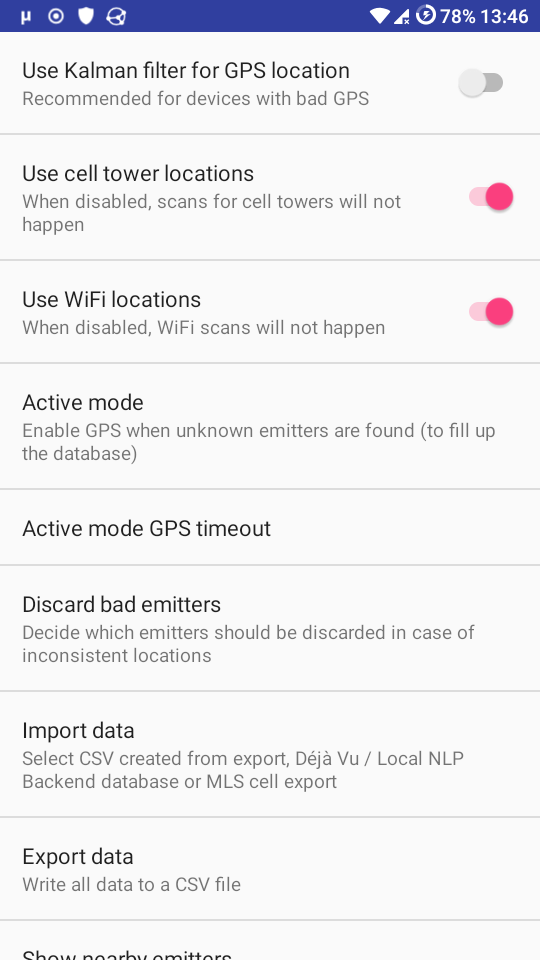 µ 78% 13:46
Use Kalman filter for GPS location
Recommended for devices with bad GPS
Use cell tower locations
When disabled, scans for cell towers will not
happen
Use WiFi locations
When disabled, WiFi scans will not happen
Active mode
Enable GPS when unknown emitters are found (to fill up
the database)
Active mode GPS timeout
Discard bad emitters
Decide which emitters should be discarded in case of
inconsistent locations
Import data
Select CSV created from export, Déjà Vu / Local NLP
Backend database or MLS cell export
Export data
Write all data to a CSV file
Show nearby emitters